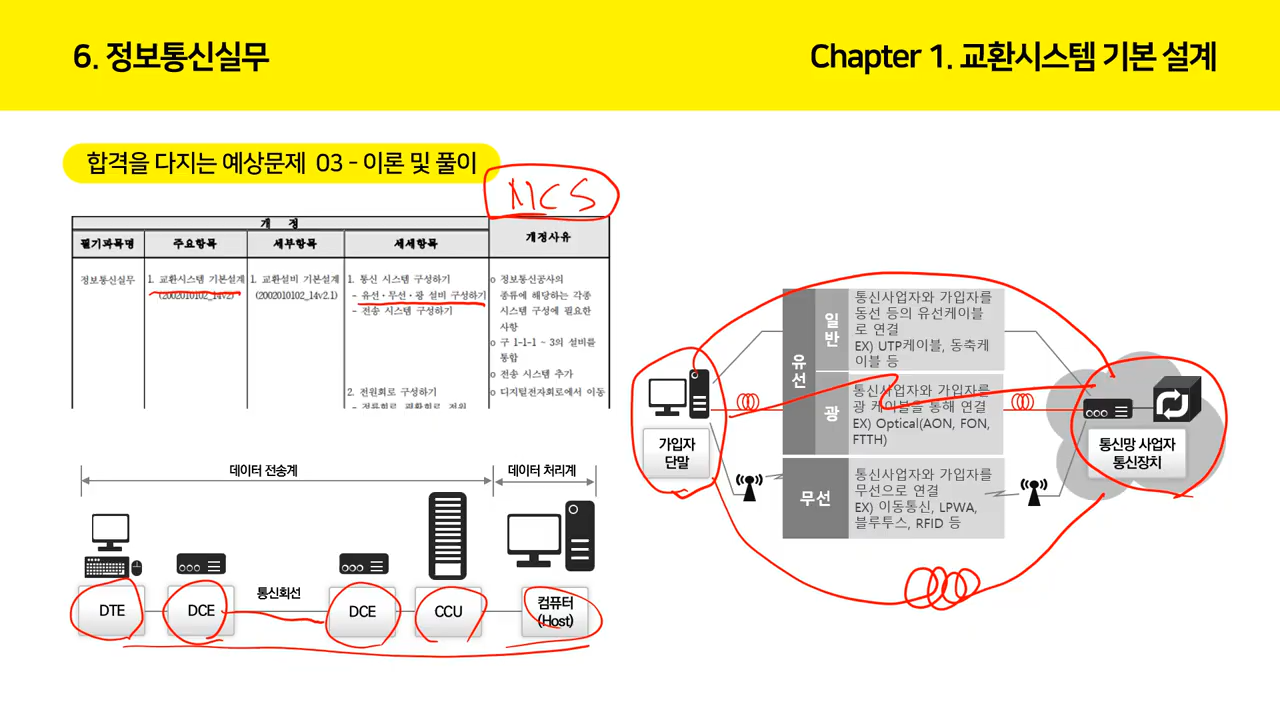 6. 정보통신실무
Chapter 1. 교환시스템 기본 설계
합격을 다지는 예상문제 03 - 이론 및 풀이
NCS
개 정
개정사유
필기과목명
주요항목
세부항목
세세항목
정보통신실무
1. 교환시스템 기본설계
(2002010102_14v2)
1. 교환설비 기본설계
(2002010102_14v2.1)
1. 통신 시스템 구성하기
- 유선·무선·광 설비 구성하기
- 전송 시스템 구성하기
2. 전원회로 구성하기
- 정류회로, 평활회로, 전원
o 정보통신공사의
종류에 해당하는 각종
시스템 구성에 필요한
사항
o 구 1-1-1 ~ 3의 설비를
통합
o 전송 시스템 추가
o 디지털전자회로에서 이동
데이터 전송계
데이터 처리계
DTE
DCE
통신회선
DCE
CCU
컴퓨터
(Host)
가입자
단말
유선
일반
통신사업자와 가입자를
동선 등의 유선케이블
로 연결
EX) UTP케이블, 동축케
이블 등
광
통신사업자와 가입자를
광 케이블을 통해 연결
EX) Optical(AON, FON,
FTTH)
무선
통신사업자와 가입자를
무선으로 연결
EX) 이동통신, LPWA,
블루투스, RFID 등
통신망 사업자
통신장치